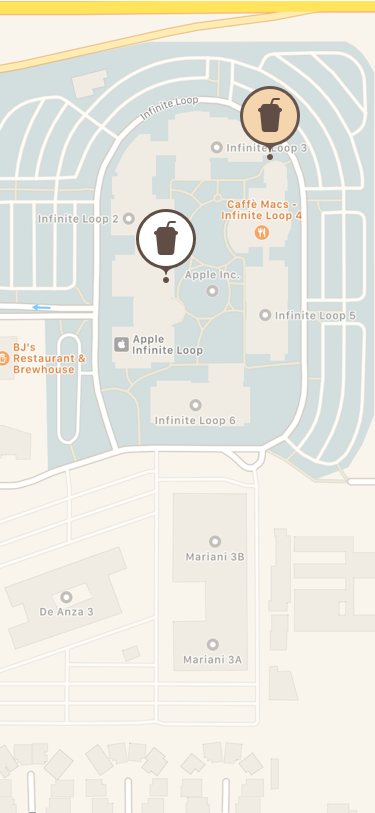 Infinite Loop
Infinite Loop 3
Caffè Macs -
Infinite Loop 4
Infinite Loop 2
Apple Inc.
Infinite Loop 5
Apple
Infinite Loop
BJ's
Restaurant &
Brewhouse
Infinite Loop 6
Mariani 3B
De Anza 3
Mariani 3A